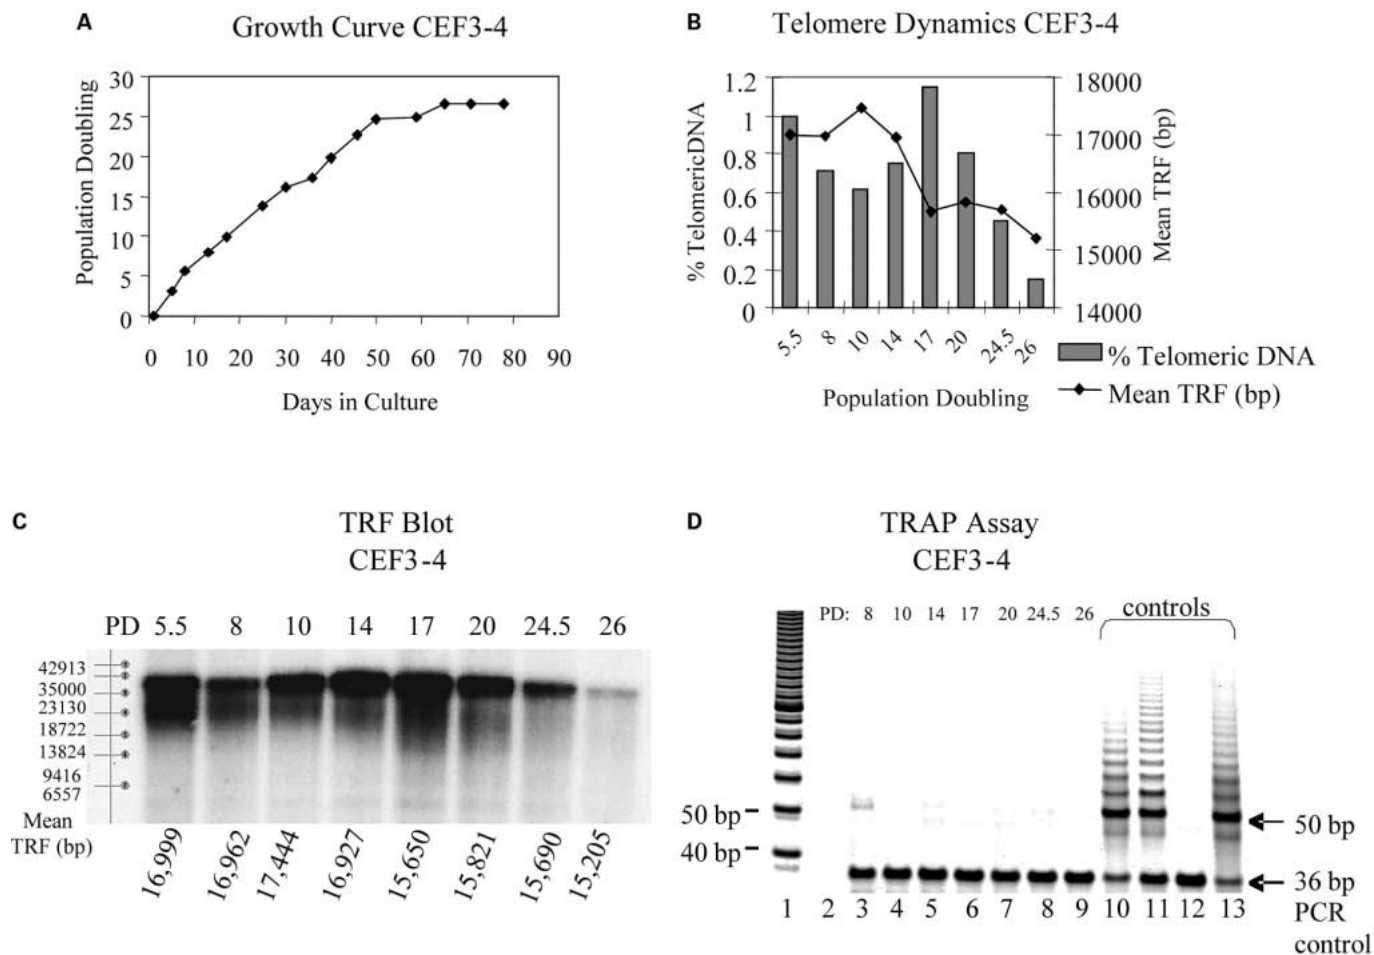 A
Growth Curve CEF3-4
Population Doubling
30
25
20
15
10
5
0
0 10 20 30 40 50 60 70 80 90
Days in Culture
B
Telomere Dynamics CEF3-4
% TelomericDNA
1.2
1
0.8
0.6
0.4
0.2
0
18000
17000
16000
15000
14000
Mean TRF (bp)
5.5 8 10 14 17 20 24.5 26
Population Doubling
% Telomeric DNA
Mean TRF (bp)
C
TRF Blot
CEF3-4
PD 5.5 8 10 14 17 20 24.5 26
42913
35000
23130
18722
13824
9416
6557
Mean
TRF (bp)
16,999 16,962 17,444 16,927 15,650 15,821 15,690 15,205
D
TRAP Assay
CEF3-4
PD: 8 10 14 17 20 24.5 26
controls
50 bp
40 bp
50 bp
36 bp
1 2 3 4 5 6 7 8 9 10 11 12 13
PCR
control